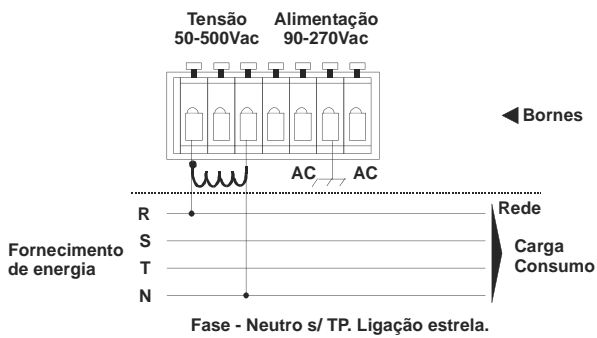 Tensão
50-500Vac
Alimentação
90-270Vac
Bornes
AC
AC
R
Rede
S
Fornecimento
de energia
T
Carga
Consumo
N
Fase - Neutro s/ TP. Ligação estrela.